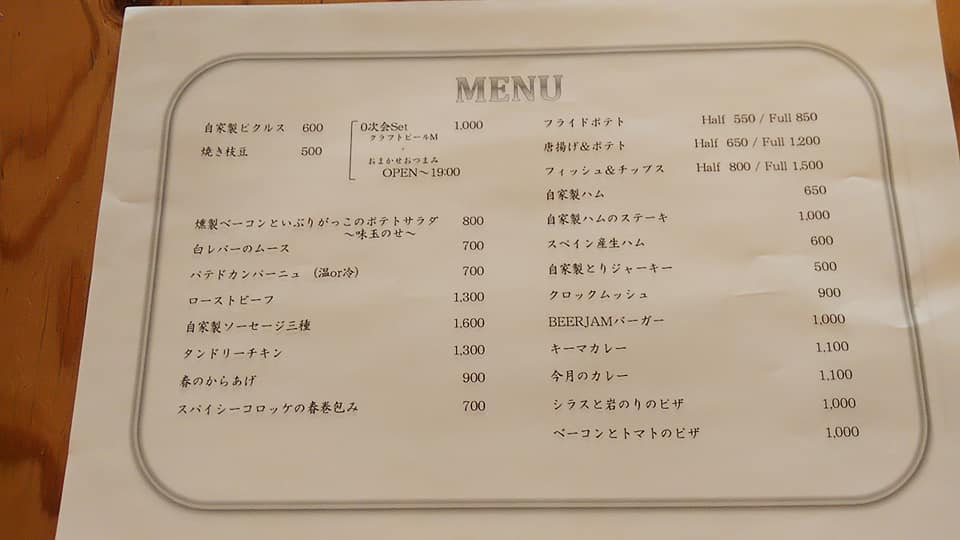 MENU
自家製ピクルス 600
焼き枝豆 500
0次会Set 1,000
クラフトビールM
+
おまかせおつまみ
OPEN～19:00
燻製ベーコンといぶりがっこのポテトサラダ 800
～味玉のせ～
白レバーのムース 700
パテドカンパーニュ (温or冷) 700
ローストビーフ 1,300
自家製ソーセージ三種 1,600
タンドリーチキン 1,300
春のからあげ 900
スパイシーコロッケの春巻包み 700
フライドポテト Half 550 / Full 850
唐揚げ&ポテト Half 650 / Full 1,200
フィッシュ&チップス Half 800 / Full 1,500
自家製ハム 650
自家製ハムのステーキ 1,000
スペイン産生ハム 600
自家製とりジャーキー 500
クロックムッシュ 900
BEERJAMバーガー 1,000
キーマカレー 1,100
今月のカレー 1,100
シラスと岩のりのピザ 1,000
ベーコンとトマトのピザ 1,000